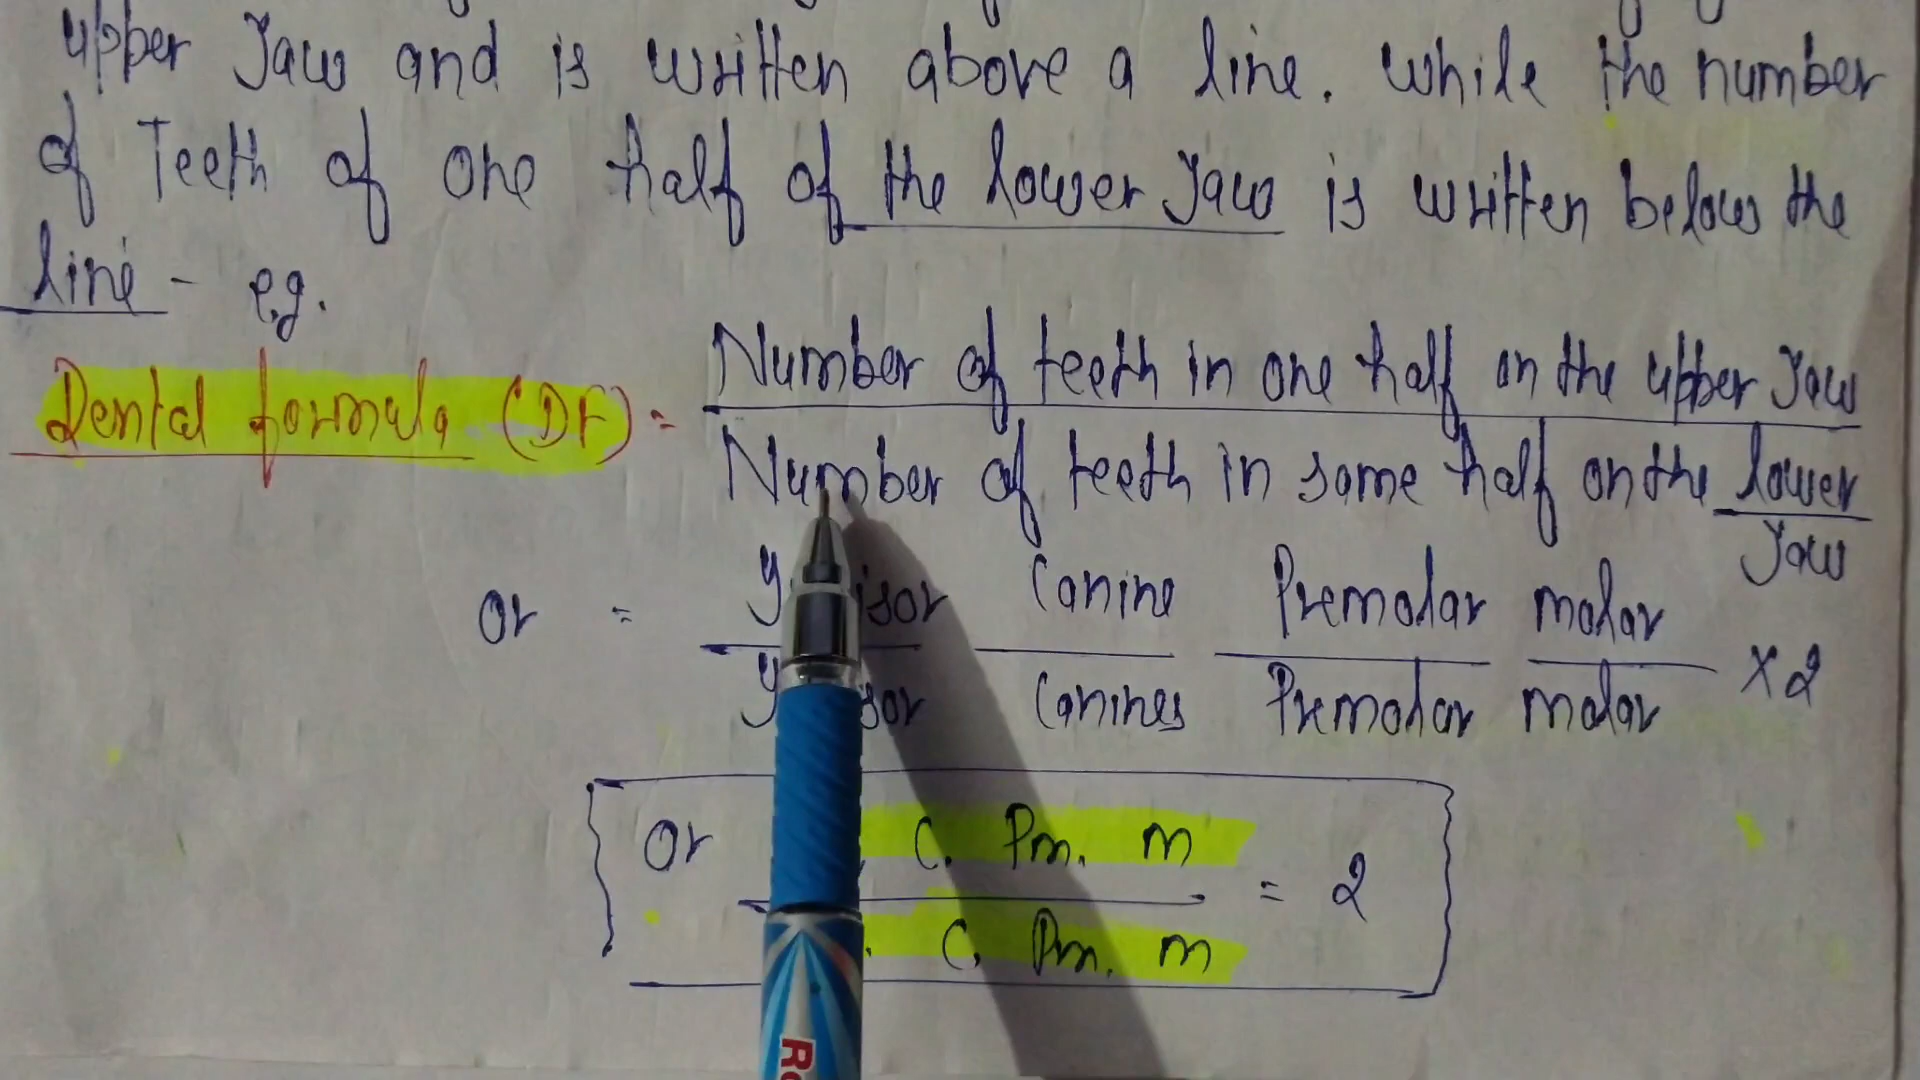 upper Jaw and is written above a line. while the number
of Teeth of one half of the lower Jaw is written below the
line - e.g.
Dental formula (DF) = Number of teeth in one half on the upper Jaw
Number of teeth in same half on the lower
Jaw
or = Canine Premolar molar
Canines Premolar molar × 2
or C. Pm. m = 2
C. Pm. m